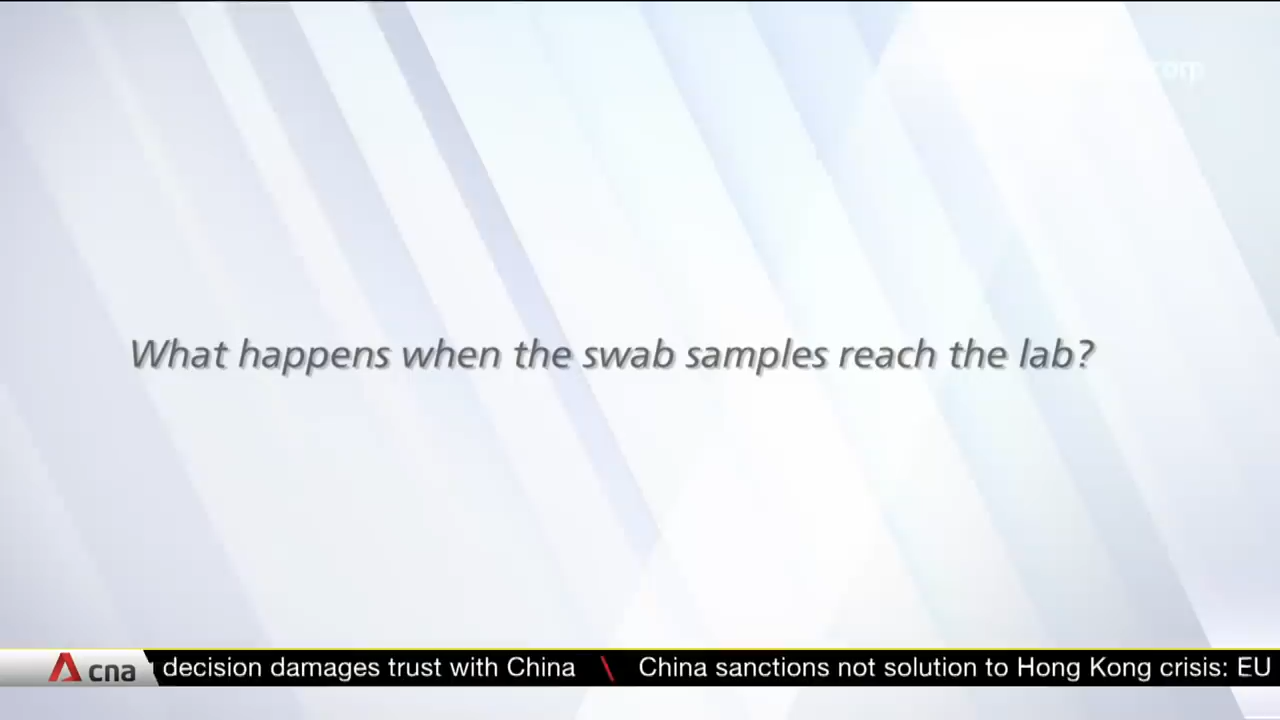 What happens when the swab samples reach the lab?
cna decision damages trust with China \ China sanctions not solution to Hong Kong crisis: EU